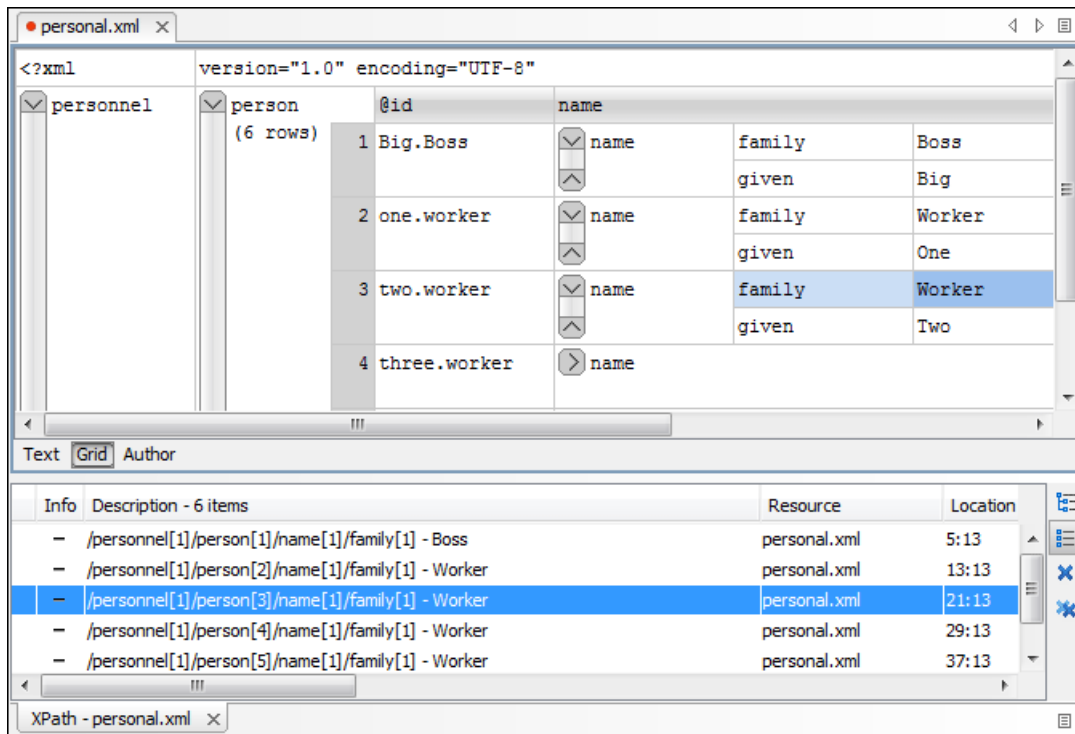 personal.xml
<?xml version="1.0" encoding="UTF-8"
personnel person @id name
(6 rows) 1 Big.Boss name family Boss
given Big
2 one.worker name family Worker
given One
3 two.worker name family Worker
given Two
4 three.worker name
Text Grid Author
Info Description - 6 items Resource Location
/personnel[1]/person[1]/name[1]/family[1] - Boss personal.xml 5:13
/personnel[1]/person[2]/name[1]/family[1] - Worker personal.xml 13:13
/personnel[1]/person[3]/name[1]/family[1] - Worker personal.xml 21:13
/personnel[1]/person[4]/name[1]/family[1] - Worker personal.xml 29:13
/personnel[1]/person[5]/name[1]/family[1] - Worker personal.xml 37:13
XPath - personal.xml